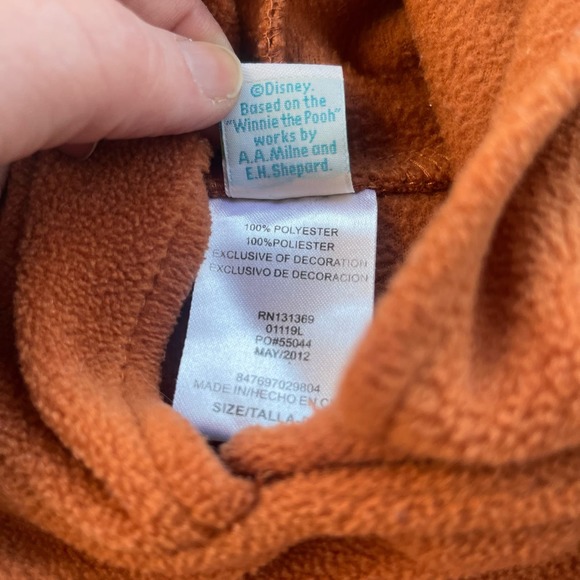 ©Disney.
Based on the
"Winnie the Pooh"
works by
A.A.Milne and
E.H. Shepard.
100% POLYESTER
100%POLIESTER
EXCLUSIVE OF DECORATION
EXCLUSIVO DE DECORACION
RN131369
01119L
PO#55044
MAY/2012
847697029804
MADE IN/HECHO EN
SIZE/TALLA